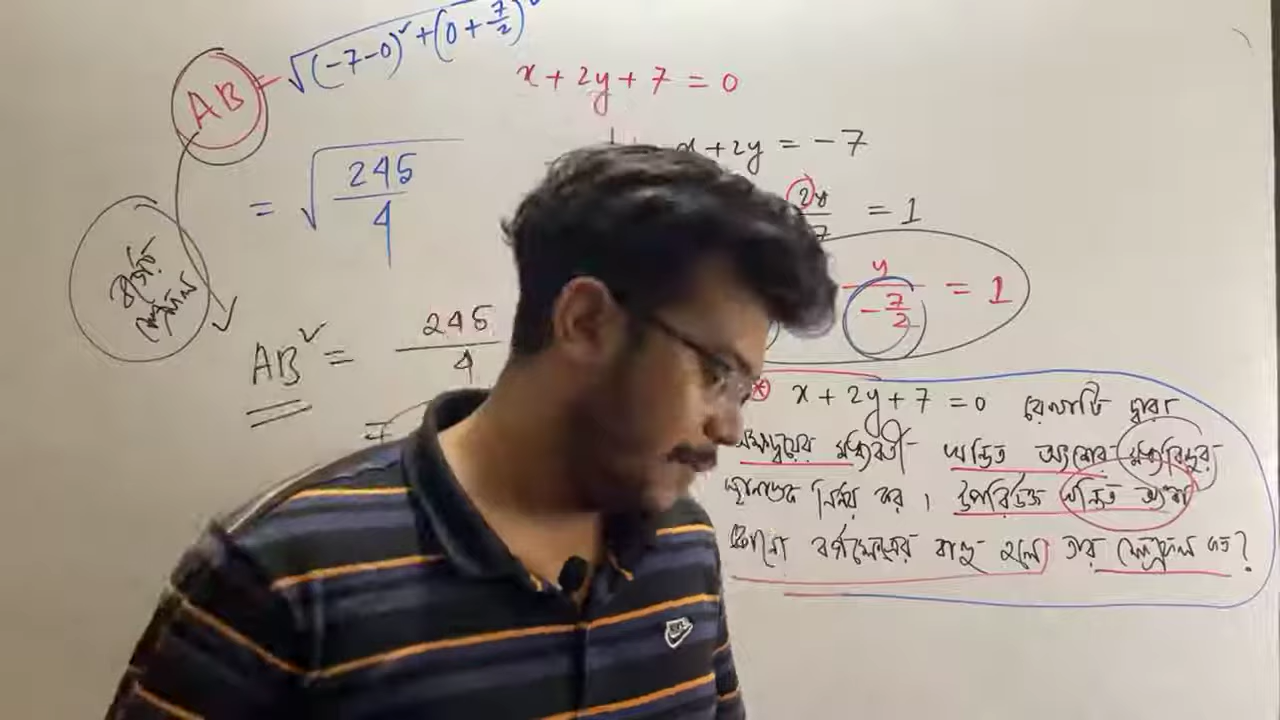 AB = √(-7-0)² + (0 + 7/2)²
= √245/4
AB² = 245/4
x + 2y + 7 = 0
x + 2y = -7
2y/7 = 1
y/(-7/2) = 1
* x + 2y + 7 = 0 রেখাটি দ্বারা
অক্ষদ্বয়ের মধ্যবর্তী খন্ডিত অংশের মধ্যবিন্দুর
স্থানাঙ্ক নির্ণয় কর। উপরিউক্ত খন্ডিত অংশ
কোনো বর্গক্ষেত্রের বাহু হলে তার ক্ষেত্রফল কত?